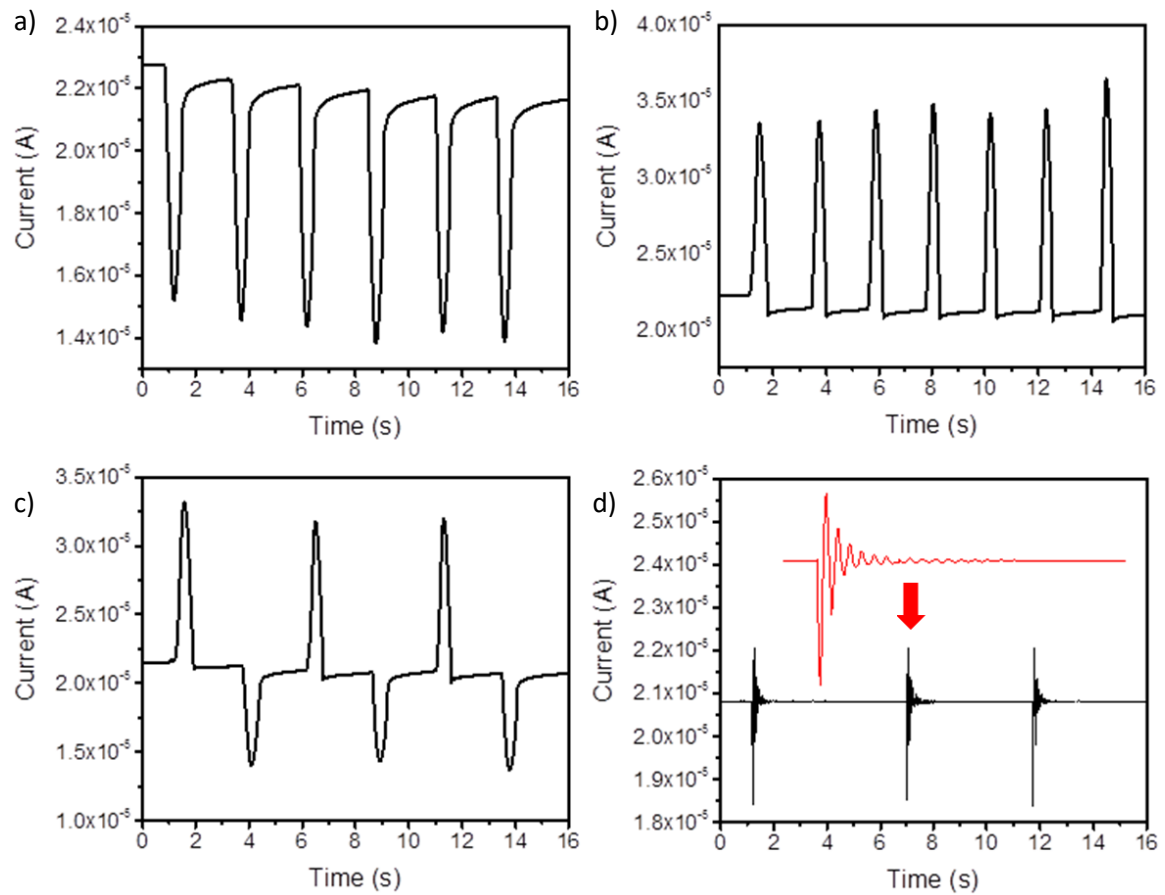 a)
2.4x10⁻⁵
2.2x10⁻⁵
2.0x10⁻⁵
1.8x10⁻⁵
1.6x10⁻⁵
1.4x10⁻⁵
Current (A)
0 2 4 6 8 10 12 14 16
Time (s)
b)
4.0x10⁻⁵
3.5x10⁻⁵
3.0x10⁻⁵
2.5x10⁻⁵
2.0x10⁻⁵
Current (A)
0 2 4 6 8 10 12 14 16
Time (s)
c)
3.5x10⁻⁵
3.0x10⁻⁵
2.5x10⁻⁵
2.0x10⁻⁵
1.5x10⁻⁵
1.0x10⁻⁵
Current (A)
0 2 4 6 8 10 12 14 16
Time (s)
d)
2.6x10⁻⁵
2.5x10⁻⁵
2.4x10⁻⁵
2.3x10⁻⁵
2.2x10⁻⁵
2.1x10⁻⁵
2.0x10⁻⁵
1.9x10⁻⁵
1.8x10⁻⁵
Current (A)
0 2 4 6 8 10 12 14 16
Time (s)